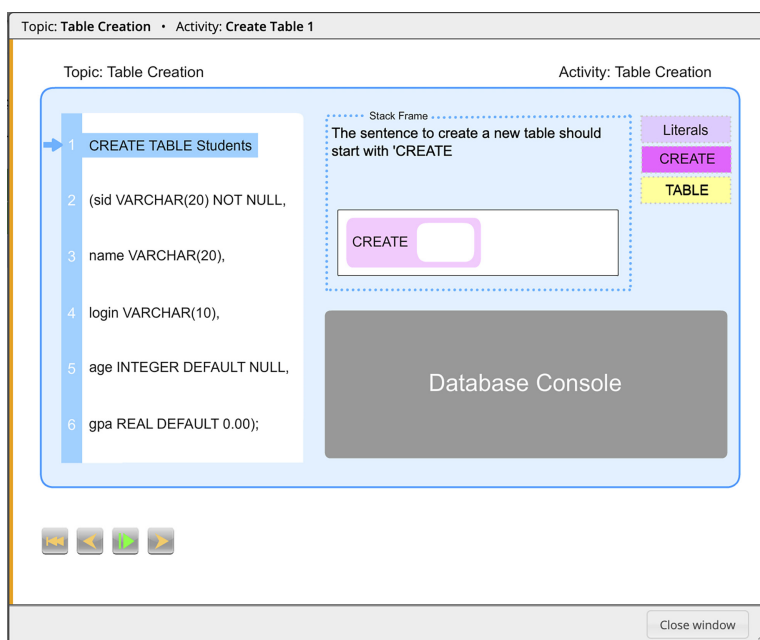 Topic: Table Creation • Activity: Create Table 1
Topic: Table Creation
Activity: Table Creation
1 CREATE TABLE Students
2 (sid VARCHAR(20) NOT NULL,
3 name VARCHAR(20),
4 login VARCHAR(10),
5 age INTEGER DEFAULT NULL,
6 gpa REAL DEFAULT 0.00);
Stack Frame
The sentence to create a new table should
start with 'CREATE
CREATE
Literals
CREATE
TABLE
Database Console
Close window